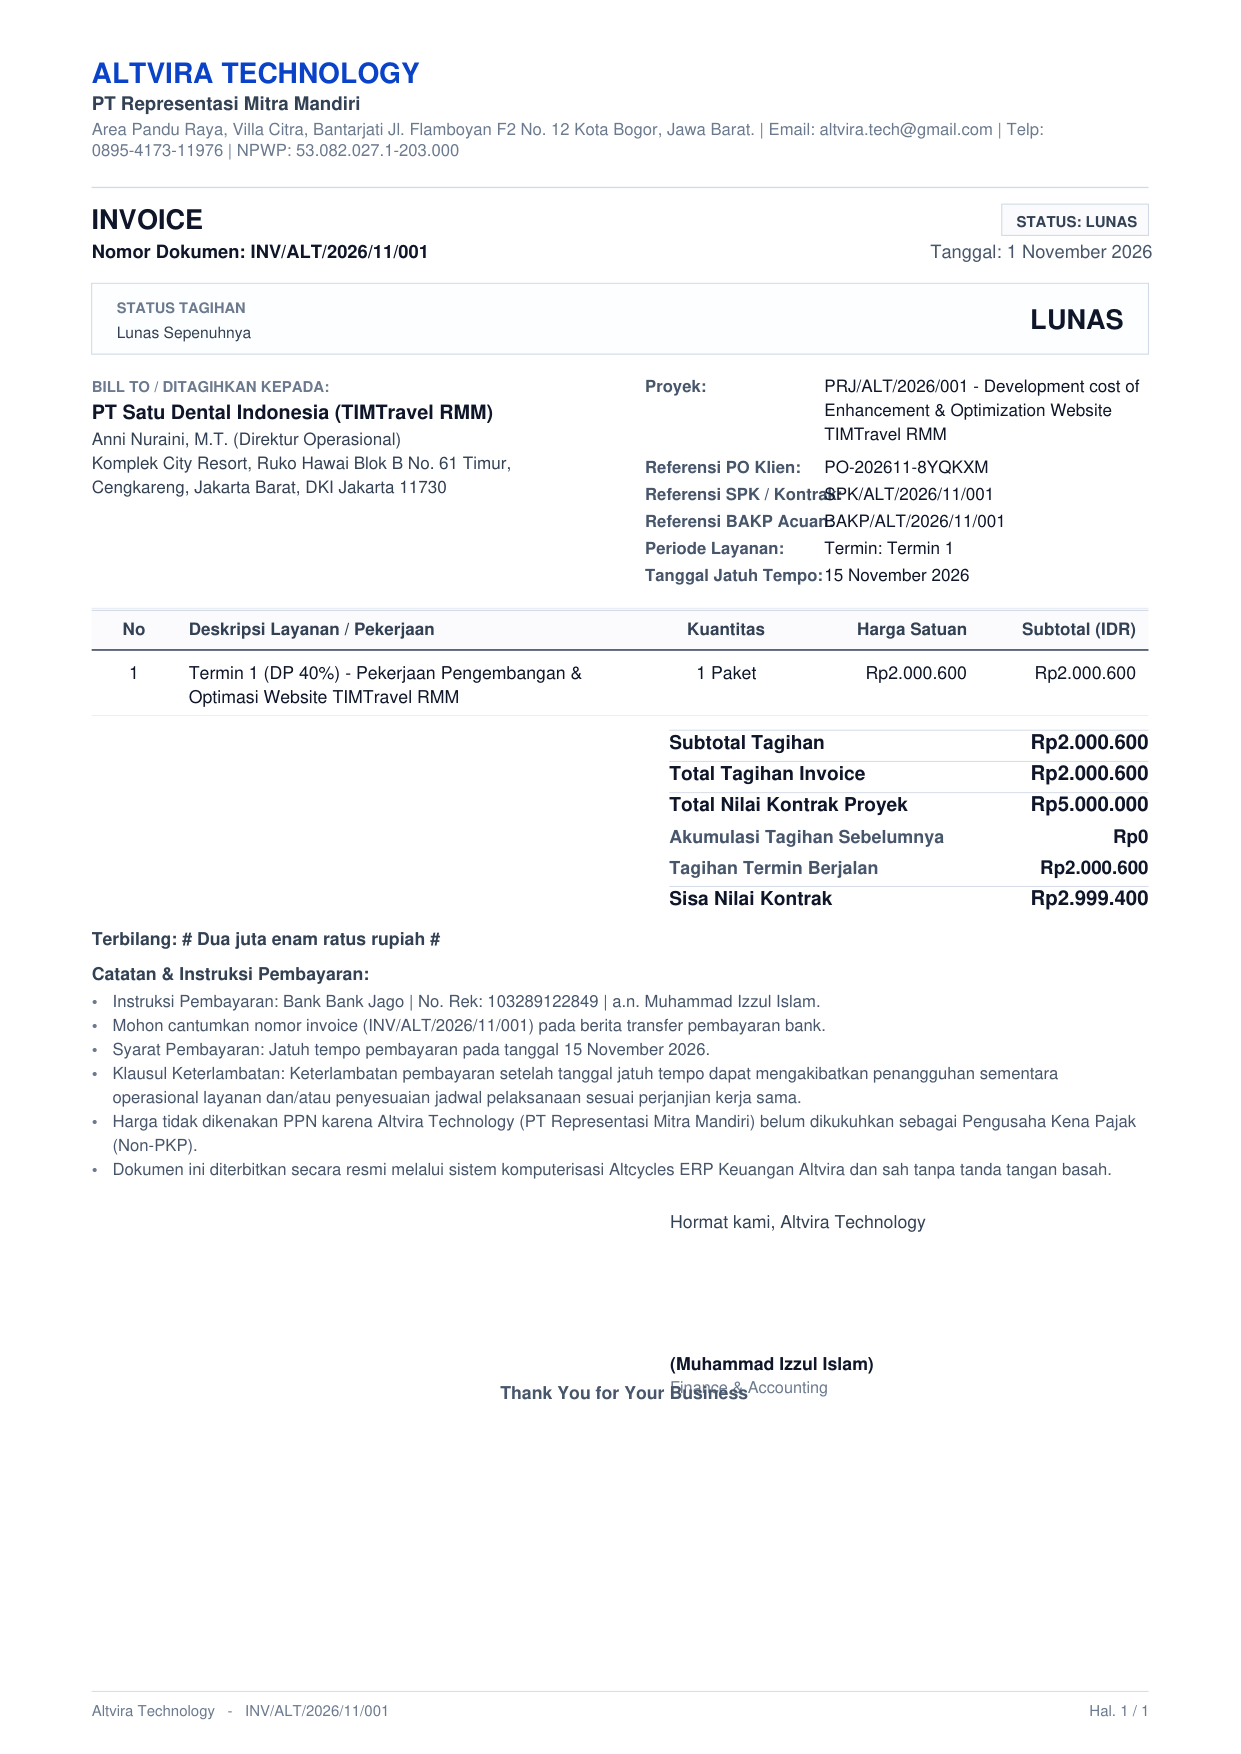 ALTVIRA TECHNOLOGY
PT Representasi Mitra Mandiri
Area Pandu Raya, Villa Citra, Bantarjati Jl. Flamboyan F2 No. 12 Kota Bogor, Jawa Barat. | Email: altvira.tech@gmail.com | Telp:
0895-4173-11976 | NPWP: 53.082.027.1-203.000
INVOICE
STATUS: LUNAS
Nomor Dokumen: INV/ALT/2026/11/001
Tanggal: 1 November 2026
STATUS TAGIHAN
Lunas Sepenuhnya
LUNAS
BILL TO / DITAGIHKAN KEPADA:
PT Satu Dental Indonesia (TIMTravel RMM)
Anni Nuraini, M.T. (Direktur Operasional)
Komplek City Resort, Ruko Hawai Blok B No. 61 Timur,
Cengkareng, Jakarta Barat, DKI Jakarta 11730
Proyek: PRJ/ALT/2026/001 - Development cost of
Enhancement & Optimization Website
TIMTravel RMM
Referensi PO Klien: PO-202611-8YQKXM
Referensi SPK / Kontrak: SPK/ALT/2026/11/001
Referensi BAKP Acuan: BAKP/ALT/2026/11/001
Periode Layanan: Termin: Termin 1
Tanggal Jatuh Tempo: 15 November 2026
No Deskripsi Layanan / Pekerjaan Kuantitas Harga Satuan Subtotal (IDR)
1 Termin 1 (DP 40%) - Pekerjaan Pengembangan & 1 Paket Rp2.000.600 Rp2.000.600
Optimasi Website TIMTravel RMM
Subtotal Tagihan Rp2.000.600
Total Tagihan Invoice Rp2.000.600
Total Nilai Kontrak Proyek Rp5.000.000
Akumulasi Tagihan Sebelumnya Rp0
Tagihan Termin Berjalan Rp2.000.600
Sisa Nilai Kontrak Rp2.999.400
Terbilang: # Dua juta enam ratus rupiah #
Catatan & Instruksi Pembayaran:
• Instruksi Pembayaran: Bank Bank Jago | No. Rek: 103289122849 | a.n. Muhammad Izzul Islam.
• Mohon cantumkan nomor invoice (INV/ALT/2026/11/001) pada berita transfer pembayaran bank.
• Syarat Pembayaran: Jatuh tempo pembayaran pada tanggal 15 November 2026.
• Klausul Keterlambatan: Keterlambatan pembayaran setelah tanggal jatuh tempo dapat mengakibatkan penangguhan sementara
operasional layanan dan/atau penyesuaian jadwal pelaksanaan sesuai perjanjian kerja sama.
• Harga tidak dikenakan PPN karena Altvira Technology (PT Representasi Mitra Mandiri) belum dikukuhkan sebagai Pengusaha Kena Pajak
(Non-PKP).
• Dokumen ini diterbitkan secara resmi melalui sistem komputerisasi Altcycles ERP Keuangan Altvira dan sah tanpa tanda tangan basah.
Hormat kami, Altvira Technology
(Muhammad Izzul Islam)
Finance & Accounting
Thank You for Your Business
Altvira Technology - INV/ALT/2026/11/001
Hal. 1 / 1